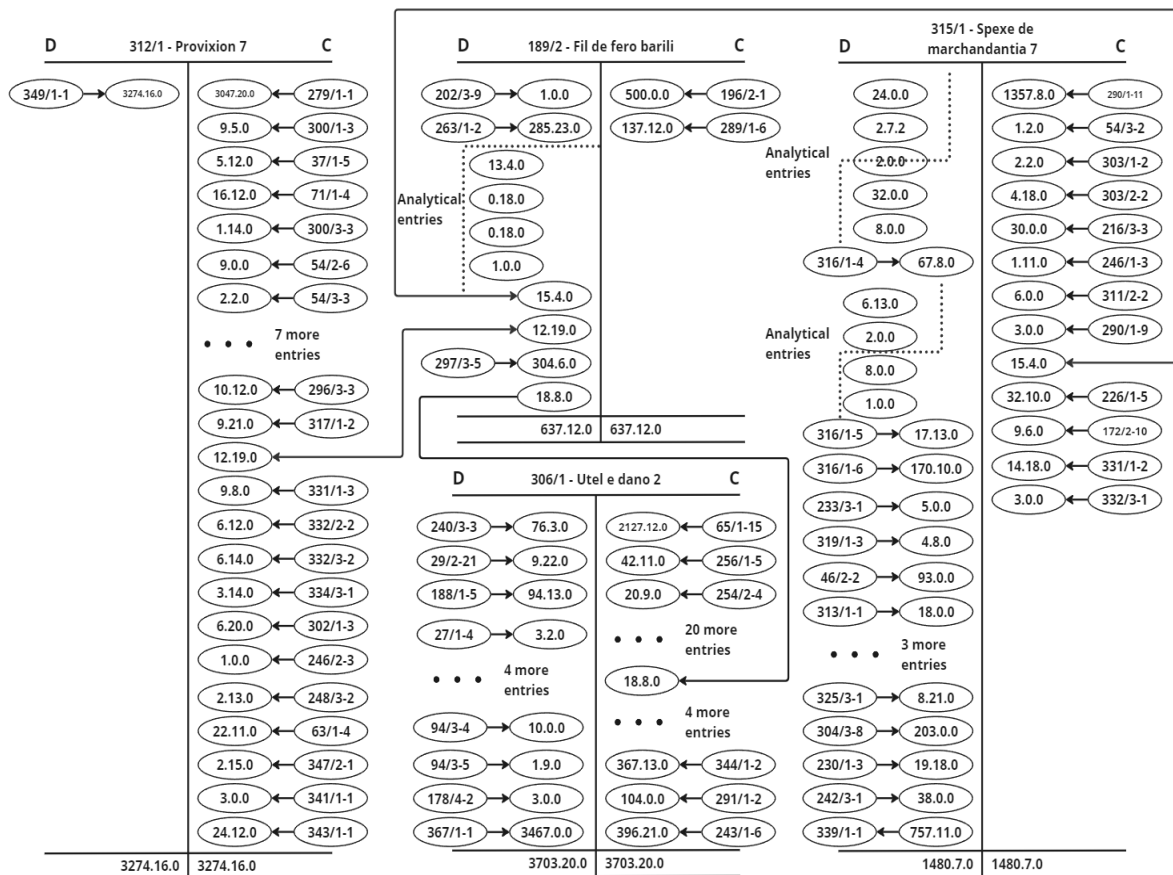 D 312/1 - Provixion 7 C
349/1-1 3274.16.0 3047.20.0 279/1-1
9.5.0 300/1-3
5.12.0 37/1-5
16.12.0 71/1-4
1.14.0 300/3-3
9.0.0 54/2-6
2.2.0 54/3-3
• • • 7 more
entries
10.12.0 296/3-3
9.21.0 317/1-2
12.19.0
9.8.0 331/1-3
6.12.0 332/2-2
6.14.0 332/3-2
3.14.0 334/3-1
6.20.0 302/1-3
1.0.0 246/2-3
2.13.0 248/3-2
22.11.0 63/1-4
2.15.0 347/2-1
3.0.0 341/1-1
24.12.0 343/1-1
3274.16.0 3274.16.0
D 189/2 - Fil de fero barili C
202/3-9 1.0.0 500.0.0 196/2-1
263/1-2 285.23.0 137.12.0 289/1-6
Analytical
entries
13.4.0
0.18.0
0.18.0
1.0.0
15.4.0
12.19.0
297/3-5 304.6.0
18.8.0
637.12.0 637.12.0
D 306/1 - Utel e dano 2 C
240/3-3 76.3.0 2127.12.0 65/1-15
29/2-21 9.22.0 42.11.0 256/1-5
188/1-5 94.13.0 20.9.0 254/2-4
27/1-4 3.2.0
• • • 20 more
entries
• • • 4 more
entries
18.8.0
• • • 4 more
entries
94/3-4 10.0.0
94/3-5 1.9.0 367.13.0 344/1-2
178/4-2 3.0.0 104.0.0 291/1-2
367/1-1 3467.0.0 396.21.0 243/1-6
3703.20.0 3703.20.0
D 315/1 - Spexe de
marchandantia 7 C
24.0.0 1357.8.0 290/1-11
2.7.2 1.2.0 54/3-2
Analytical
entries
2.0.0 2.2.0 303/1-2
32.0.0 4.18.0 303/2-2
8.0.0 30.0.0 216/3-3
316/1-4 67.8.0 1.11.0 246/1-3
6.13.0 6.0.0 311/2-2
Analytical
entries
2.0.0 3.0.0 290/1-9
8.0.0 15.4.0
1.0.0 32.10.0 226/1-5
316/1-5 17.13.0 9.6.0 172/2-10
316/1-6 170.10.0 14.18.0 331/1-2
233/3-1 5.0.0 3.0.0 332/3-1
319/1-3 4.8.0
46/2-2 93.0.0
313/1-1 18.0.0
• • • 3 more
entries
325/3-1 8.21.0
304/3-8 203.0.0
230/1-3 19.18.0
242/3-1 38.0.0
339/1-1 757.11.0
1480.7.0 1480.7.0